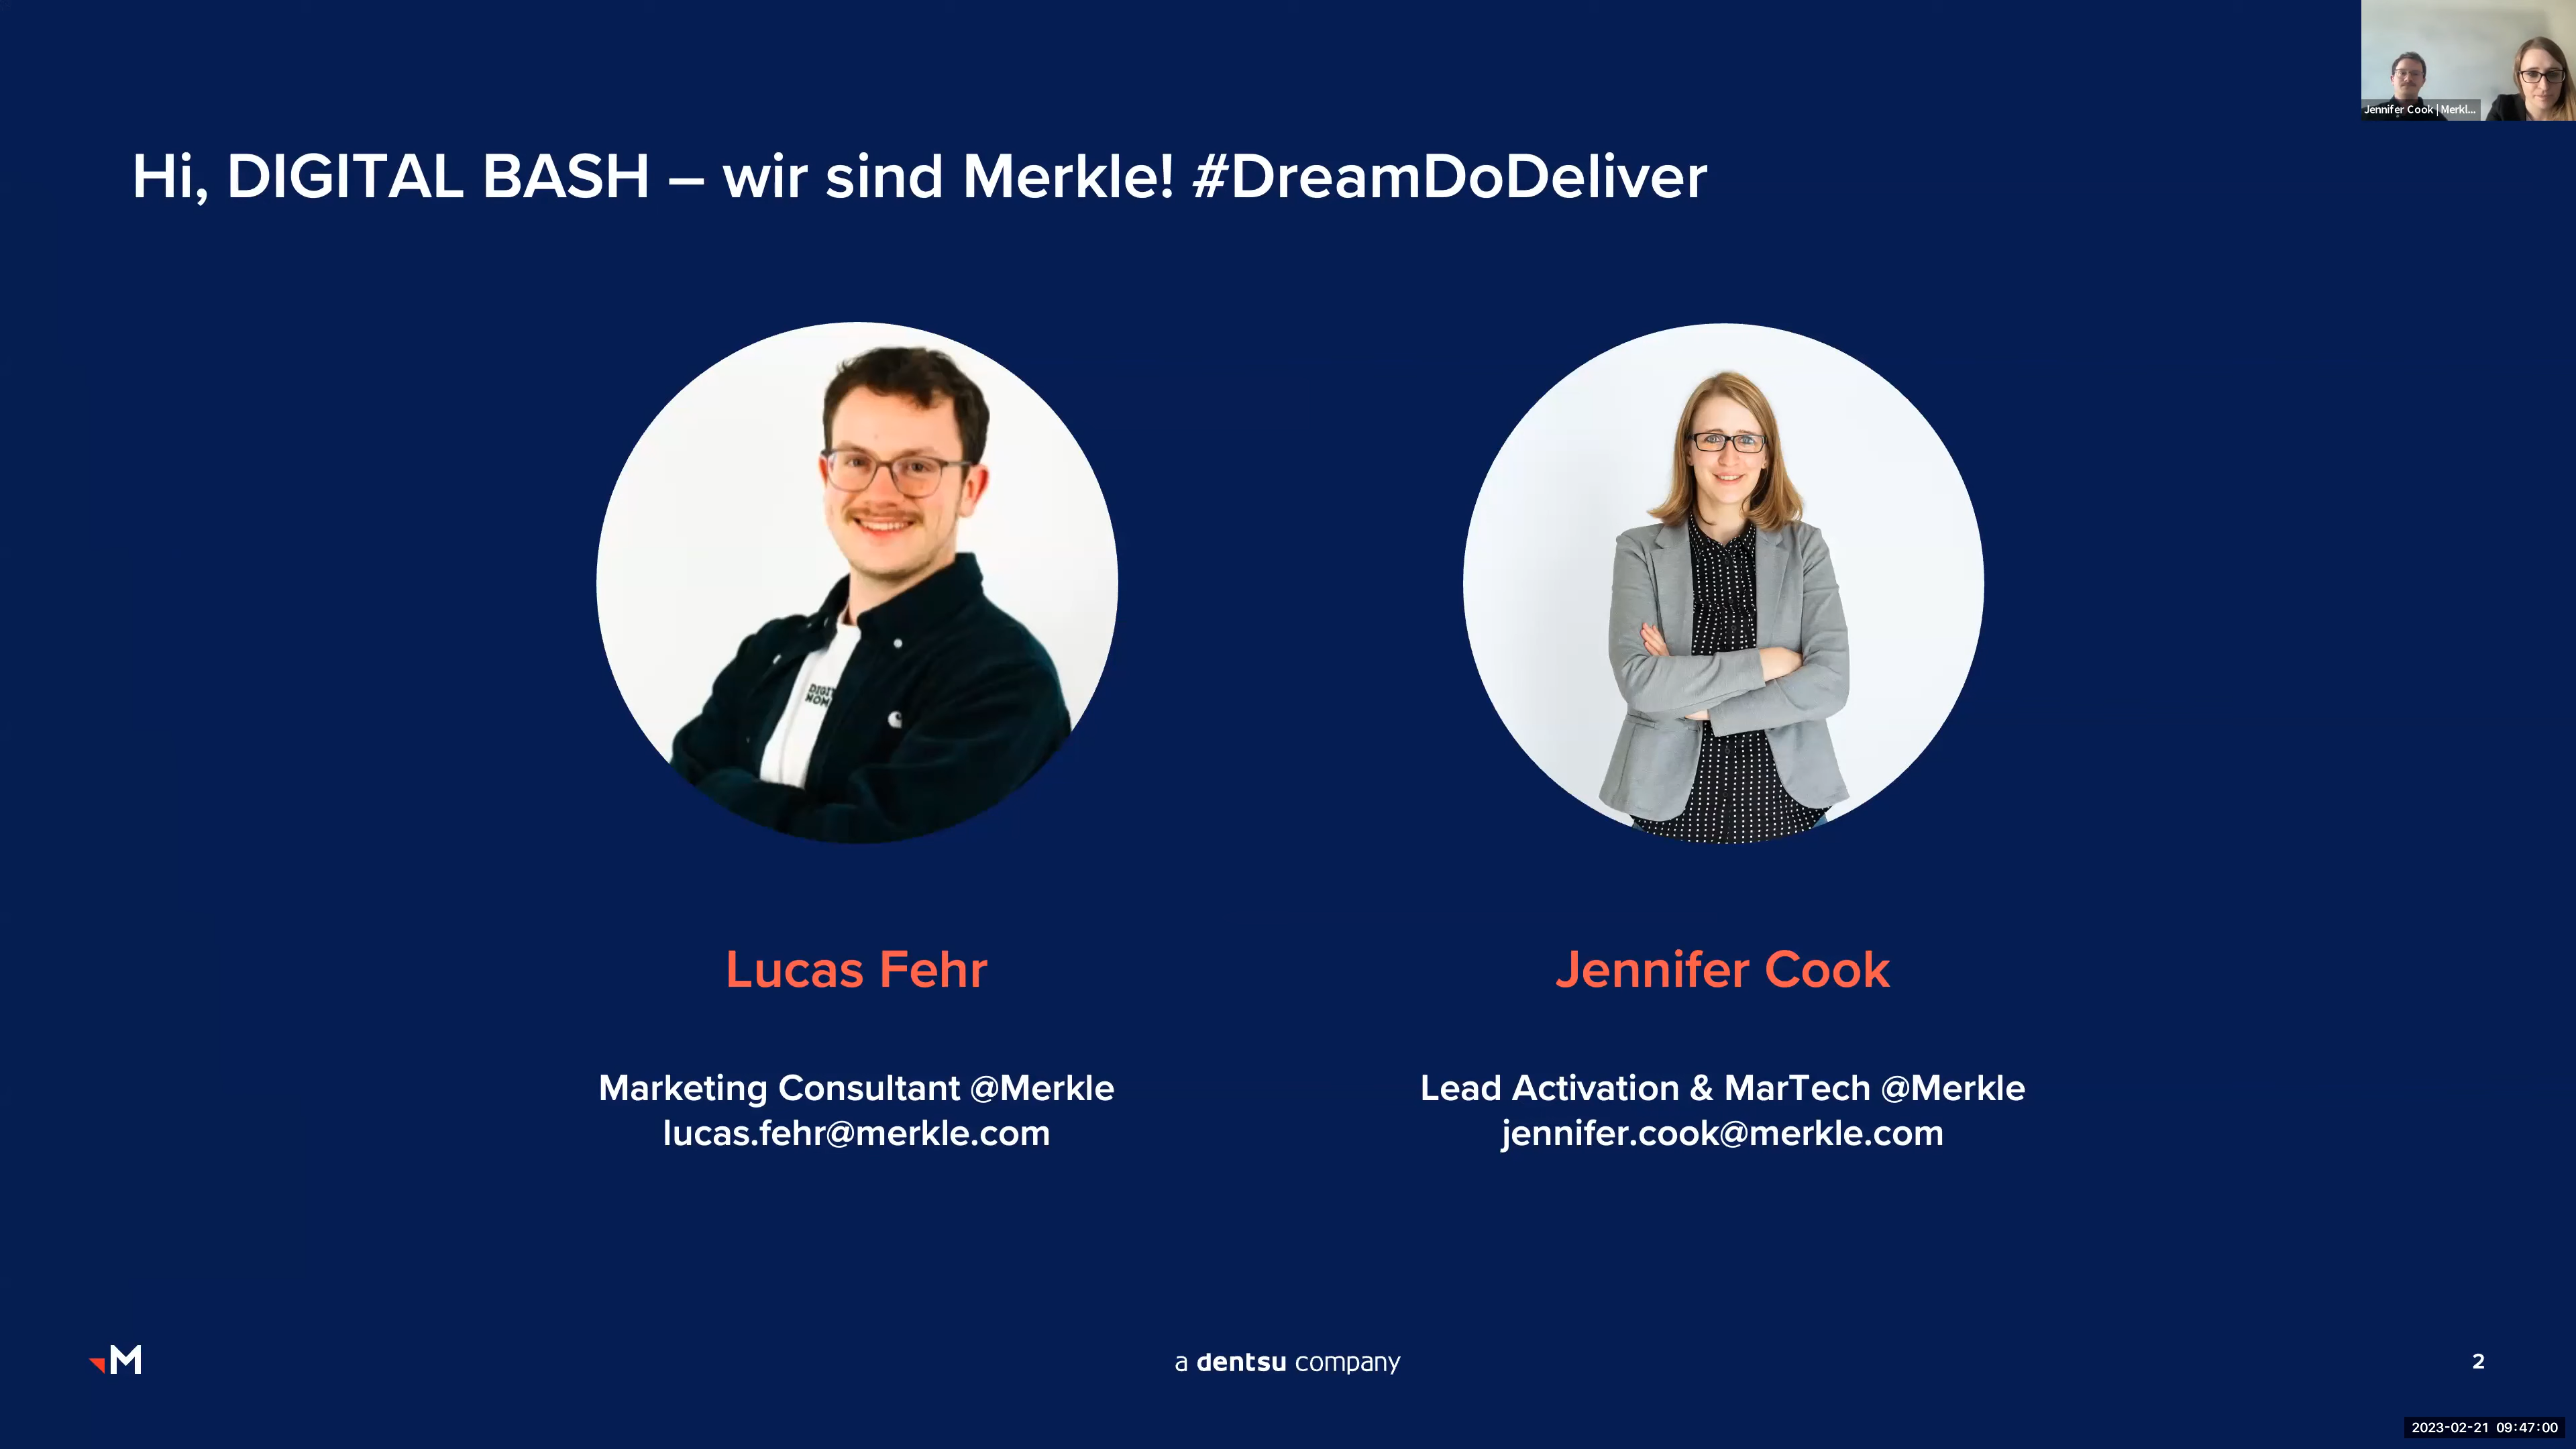 Jennifer Cook | Merkl...
Hi, DIGITAL BASH – wir sind Merkle! #DreamDoDeliver
DIGIT
NOM
Lucas Fehr
Jennifer Cook
Marketing Consultant @Merkle
lucas.fehr@merkle.com
Lead Activation & MarTech @Merkle
jennifer.cook@merkle.com
M
a dentsu company
2
2023-02-21 09:47:00